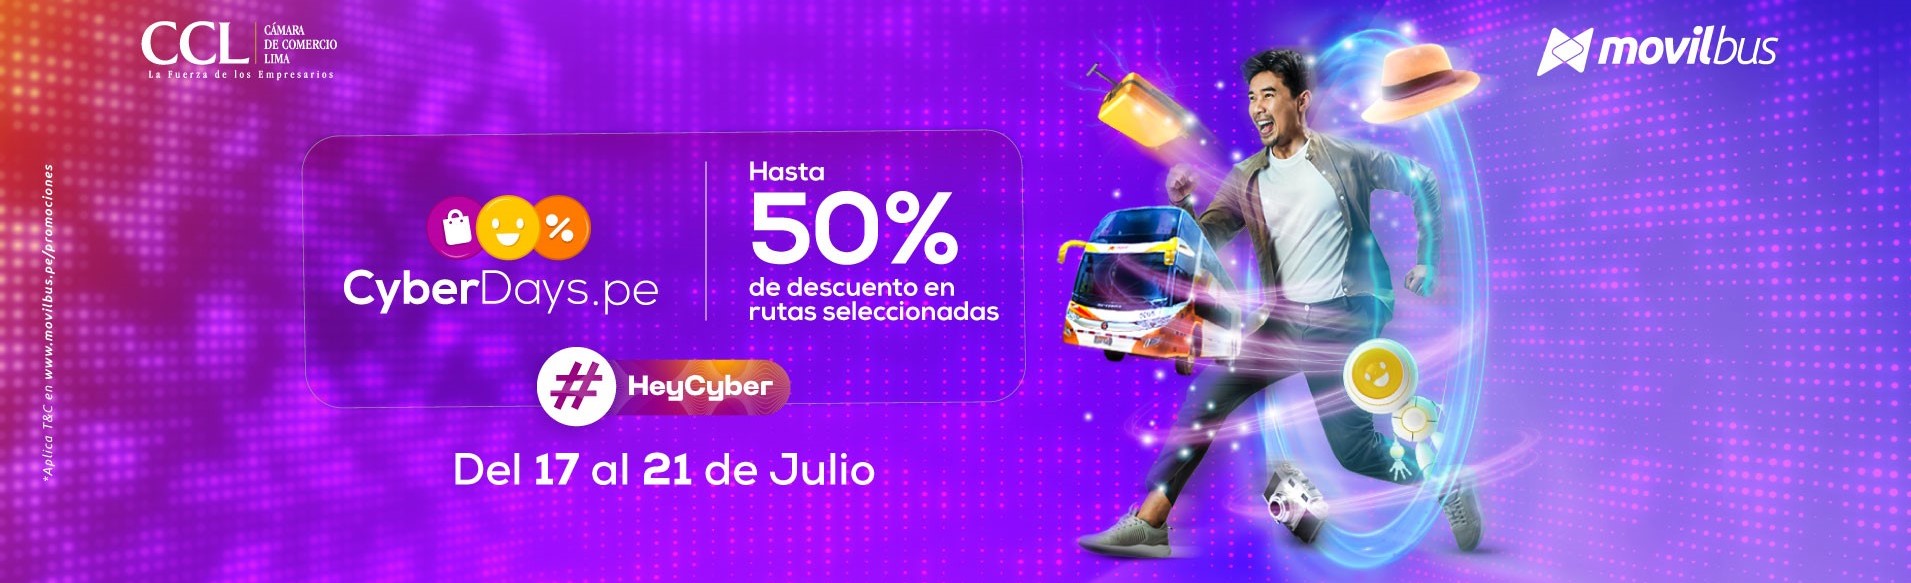 CCL
CÁMARA
DE COMERCIO
LIMA
La Fuerza de los Empresarios
movilbus
*Aplica T&C en www.movilbus.pe/promociones
%
CyberDays.pe
Hasta
50%
de descuento en
rutas seleccionadas
# HeyCyber
Del 17 al 21 de Julio